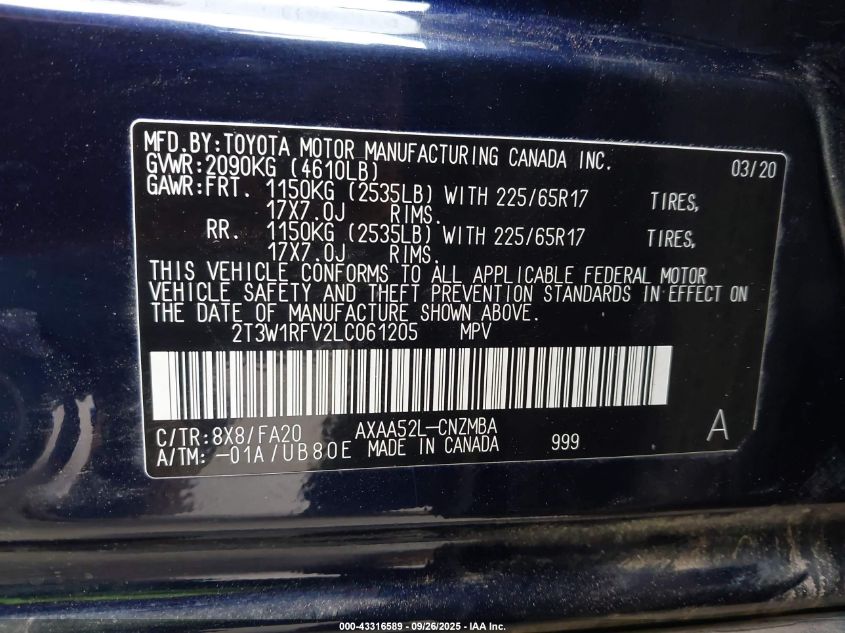 MFD.BY:TOYOTA MOTOR MANUFACTURING CANADA INC. 03/20
GVWR:2090KG (4610LB)
GAWR:FRT. 1150KG (2535LB) WITH 225/65R17 TIRES,
17X7.0J RIMS.
RR. 1150KG (2535LB) WITH 225/65R17 TIRES,
17X7.0J RIMS.
THIS VEHICLE CONFORMS TO ALL APPLICABLE FEDERAL MOTOR
VEHICLE SAFETY AND THEFT PREVENTION STANDARDS IN EFFECT ON
THE DATE OF MANUFACTURE SHOWN ABOVE.
2T3W1RFV2LC061205 MPV
C/TR:8X8/FA20 AXAA52L-CNZMBA A
A/TM: -01A/UB80E MADE IN CANADA 999
000-43316589 - 09/26/2025 - IAA Inc.